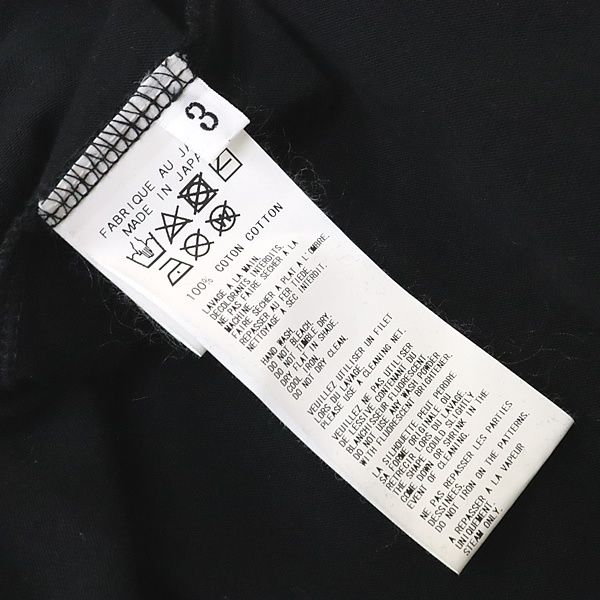 3
FABRIQUE AU JA
MADE IN JAPA
100% COTON COTTON
LAVAGE A LA MAIN.
DECOLORANTS INTERDITS.
NE PAS FAIRE SECHER A LA
MACHINE.
FAIRE SECHER A PLAT A L'OMBRE.
REPASSER AU FER TIEDE.
NETTOYAGE A SEC INTERDIT.
HAND WASH.
DO NOT BLEACH.
DO NOT TUMBLE DRY.
DRY FLAT IN SHADE.
COOL IRON.
DO NOT DRY CLEAN.
VEUILLEZ UTILISER UN FILET
LORS DU LAVAGE.
PLEASE USE A CLEANING NET.
VEUILLEZ NE PAS UTILISER
DE LESSIVE CONTENANT DU
BLANCHISSEUR FLUORESCENT
DO NOT USE ANY WASH POWDER
WITH FLUORESCENT BRIGHTENER.
LA SILHOUETTE PEUT PERDRE
SA FORME ORIGINAL OU
RETREGIR LORS DU LAVAGE.
THE SHAPE COULD SLIGHTLY
COME DOWN OR SHRINK IN THE
EVENT OF CLEANING.
NE PAS REPASSER LES PARTIES
DESSINEES.
DO NOT IRON ON THE PATTERNS.
A REPASSER A LA VAPEUR
UNIQUEMENT.
STEAM ONLY.